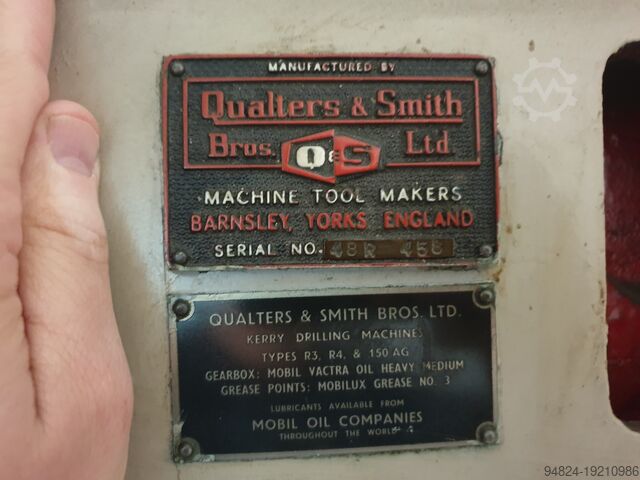 MANUFACTURED BY
Qualters & Smith
Bros. Q&S Ltd.
MACHINE TOOL MAKERS
BARNSLEY, YORKS ENGLAND
SERIAL NO. 48R 458
QUALTERS & SMITH BROS. LTD.
KERRY DRILLING MACHINES
TYPES R3, R4, & 150 AG
GEARBOX: MOBIL VACTRA OIL HEAVY MEDIUM
GREASE POINTS: MOBILUX GREASE NO. 3
LUBRICANTS AVAILABLE FROM
MOBIL OIL COMPANIES
THROUGHOUT THE WORLD
94824-19210986